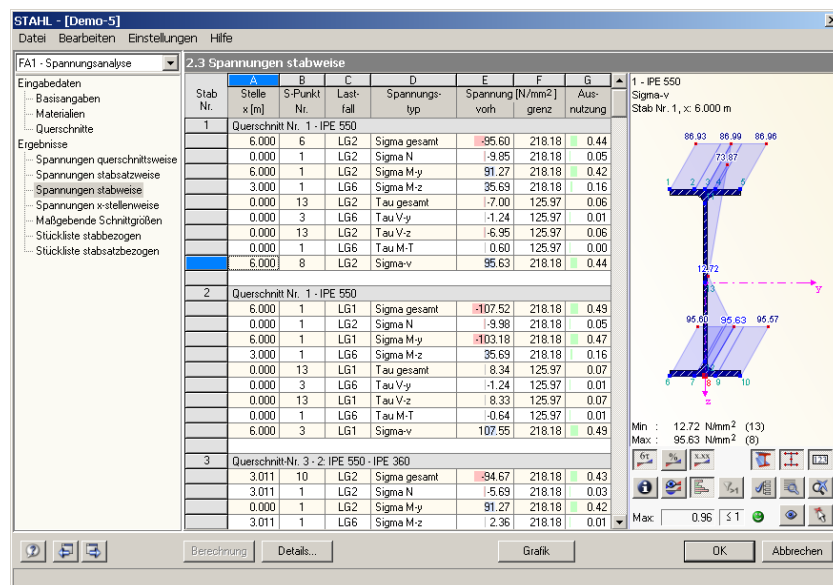 STAHL - [Demo-5]
Datei Bearbeiten Einstellungen Hilfe
FA1 - Spannungsanalyse
2.3 Spannungen stabweise
Eingabedaten
Basisangaben
Materialien
Querschnitte
Ergebnisse
Spannungen querschnittsweise
Spannungen stabsatzweise
Spannungen stabweise
Spannungen x-stellenweise
Maßgebende Schnittgrößen
Stückliste stabbezogen
Stückliste stabsatzbezogen
A B C D E F G
Stab Stelle S-Punkt Last- Spannungs- Spannung [N/mm2] Aus-
Nr. x [m] Nr. fall typ vorh grenz nutzung
1 Querschnitt Nr. 1 - IPE 550
6.000 6 LG2 Sigma gesamt -95.60 218.18 0.44
0.000 1 LG2 Sigma N -9.85 218.18 0.05
6.000 1 LG2 Sigma M-y 91.27 218.18 0.42
3.000 1 LG6 Sigma M-z 35.69 218.18 0.16
0.000 13 LG2 Tau gesamt -7.00 125.97 0.06
0.000 3 LG6 Tau V-y -1.24 125.97 0.01
0.000 13 LG2 Tau V-z -6.95 125.97 0.06
0.000 1 LG6 Tau M-T 0.60 125.97 0.00
6.000 8 LG2 Sigma-v 95.63 218.18 0.44
2 Querschnitt Nr. 1 - IPE 550
6.000 1 LG1 Sigma gesamt -107.52 218.18 0.49
0.000 1 LG2 Sigma N -9.98 218.18 0.05
6.000 1 LG1 Sigma M-y -103.18 218.18 0.47
3.000 1 LG6 Sigma M-z 35.69 218.18 0.16
0.000 13 LG1 Tau gesamt 8.34 125.97 0.07
0.000 3 LG6 Tau V-y -1.24 125.97 0.01
0.000 13 LG1 Tau V-z 8.33 125.97 0.07
0.000 1 LG6 Tau M-T -0.64 125.97 0.01
6.000 3 LG1 Sigma-v 107.55 218.18 0.49
3 Querschnitt-Nr. 3 - 2: IPE 550 - IPE 360
3.011 10 LG2 Sigma gesamt -94.67 218.18 0.43
3.011 1 LG2 Sigma N -5.69 218.18 0.03
0.000 1 LG2 Sigma M-y 91.27 218.18 0.42
3.011 1 LG6 Sigma M-z 2.36 218.18 0.01
1 - IPE 550
Sigma-v
Stab Nr. 1, x: 6.000 m
86.93 86.99 86.96
73.87
1 2 3 4 5
12.72
13
y
95.60 95.63 95.57
6 7 8 9 10
z
Min : 12.72 N/mm2 (13)
Max : 95.63 N/mm2 (8)
στ % x.xx 123
Max: 0.96 ≤ 1
Berechnung Details... Grafik OK Abbrechen